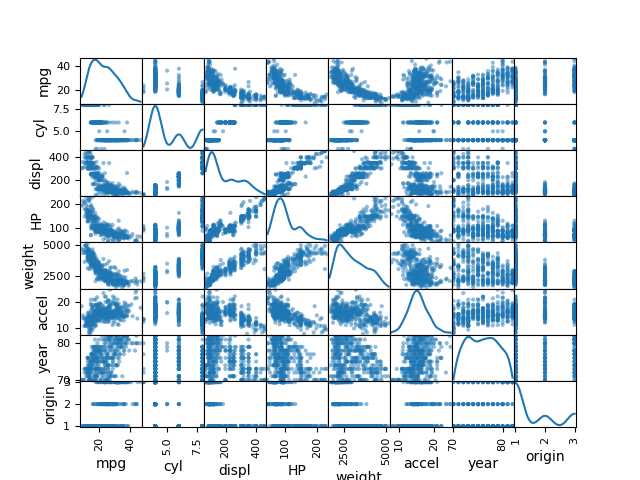 mpg
40
20
cyl
7.5
5.0
displ
400
200
HP
200
100
weight
5000
2500
accel
20
10
year
80
70
origin
3
2
1
20 40 5.0 7.5 200 400 100 200 2500 5000 10 20 70 80 1 2 3
mpg cyl displ HP weight accel year origin